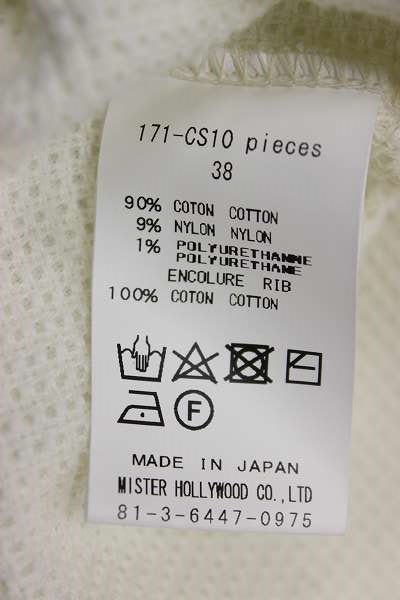 171-CS10 pieces
38
90% COTON COTTON
9% NYLON NYLON
1% POLYURETHANNE
POLYURETHANE
ENCOLURE RIB
100% COTON COTTON
F
MADE IN JAPAN
MISTER HOLLYWOOD CO.,LTD
81-3-6447-0975